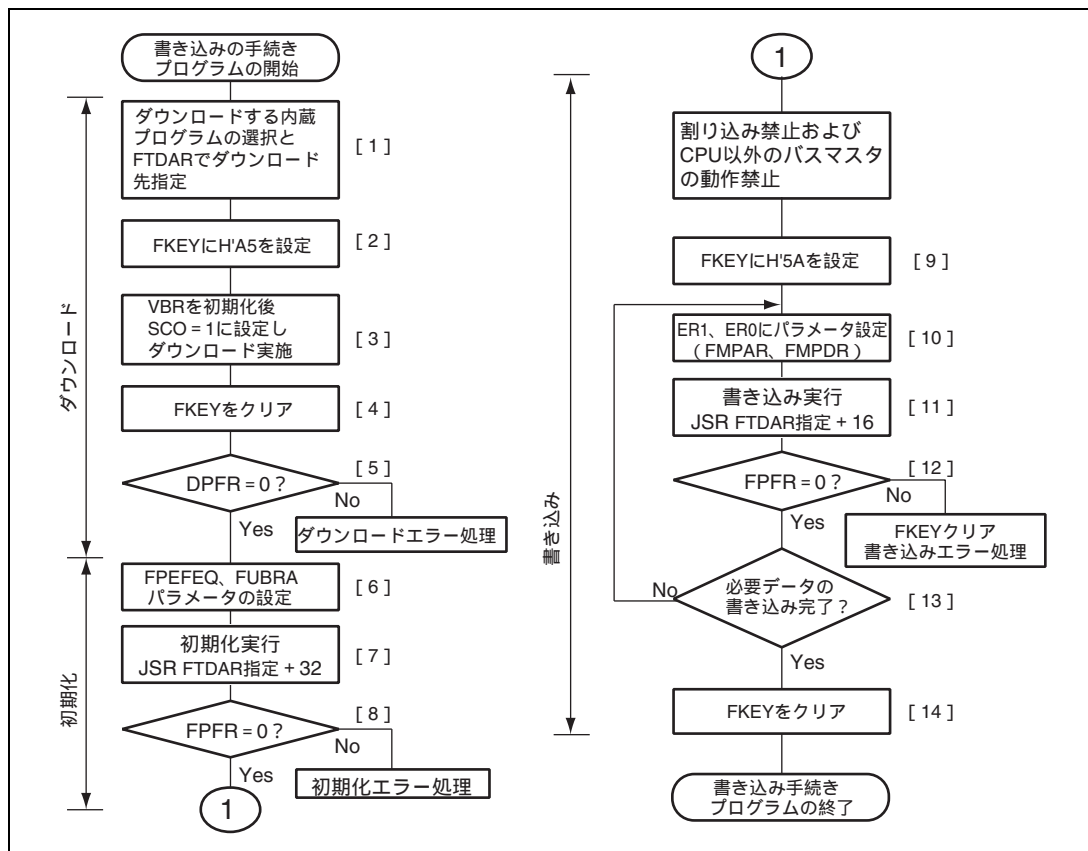 書き込みの手続き
プログラムの開始
ダウンロード
ダウンロードする内蔵
プログラムの選択と
FTDARでダウンロード
先指定
[ 1 ]
FKEYにH'A5を設定
[ 2 ]
VBRを初期化後
SCO = 1に設定し
ダウンロード実施
[ 3 ]
FKEYをクリア
[ 4 ]
DPFR = 0？
[ 5 ]
No
Yes
ダウンロードエラー処理
初期化
FPEFEQ、FUBRA
パラメータの設定
[ 6 ]
初期化実行
JSR FTDAR指定 + 32
[ 7 ]
FPFR = 0？
[ 8 ]
No
Yes
初期化エラー処理
1
1
書き込み
割り込み禁止および
CPU以外のバスマスタ
の動作禁止
FKEYにH'5Aを設定
[ 9 ]
ER1、ER0にパラメータ設定
（FMPAR、FMPDR）
[ 10 ]
書き込み実行
JSR FTDAR指定 + 16
[ 11 ]
FPFR = 0？
[ 12 ]
No
Yes
FKEYクリア
書き込みエラー処理
必要データの
書き込み完了？
No
[ 13 ]
Yes
FKEYをクリア
[ 14 ]
書き込み手続き
プログラムの終了